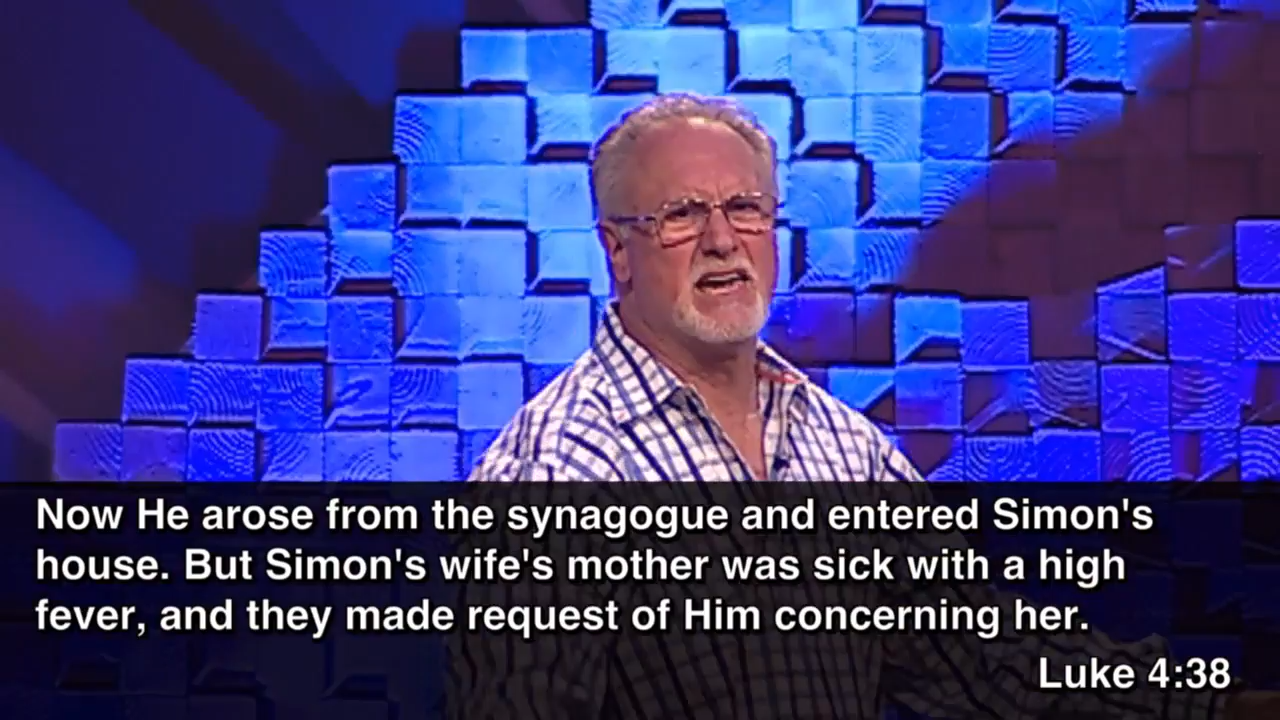 Now He arose from the synagogue and entered Simon's
house. But Simon's wife's mother was sick with a high
fever, and they made request of Him concerning her.
Luke 4:38